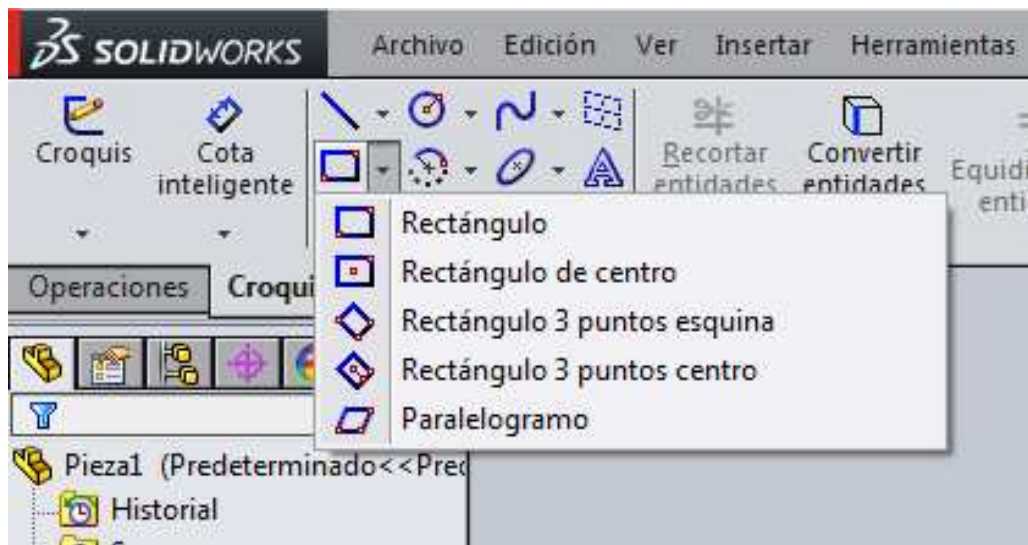 SOLIDWORKS Archivo Edición Ver Insertar Herramientas
Croquis
Cota inteligente
Recortar entidades
Convertir entidades
Rectángulo
Rectángulo de centro
Rectángulo 3 puntos esquina
Rectángulo 3 puntos centro
Paralelogramo
Operaciones
Pieza1 (Predeterminado<<Pred
Historial